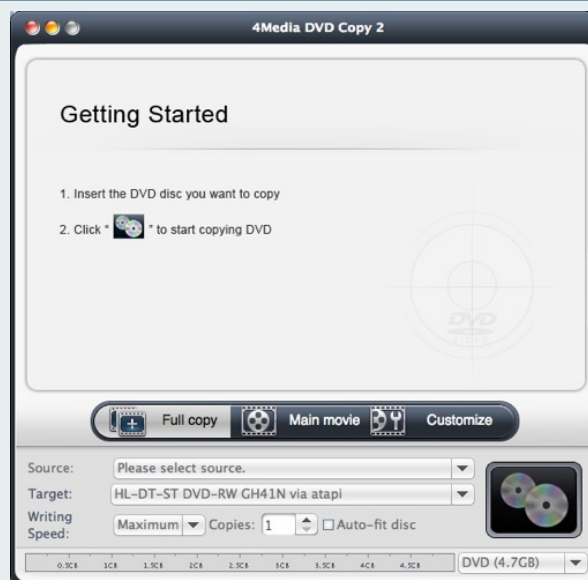 4Media DVD Copy 2
Getting Started
1. Insert the DVD disc you want to copy
2. Click " " to start copying DVD
DVD
VIDEO
Full copy
Main movie
Customize
Source:
Please select source.
Target:
HL-DT-ST DVD-RW GH41N via atapi
Writing
Speed:
Maximum
Copies:
1
Auto-fit disc
0.5GB 1GB 1.5GB 2GB 2.5GB 3GB 3.5GB 4GB 4.5GB
DVD (4.7GB)